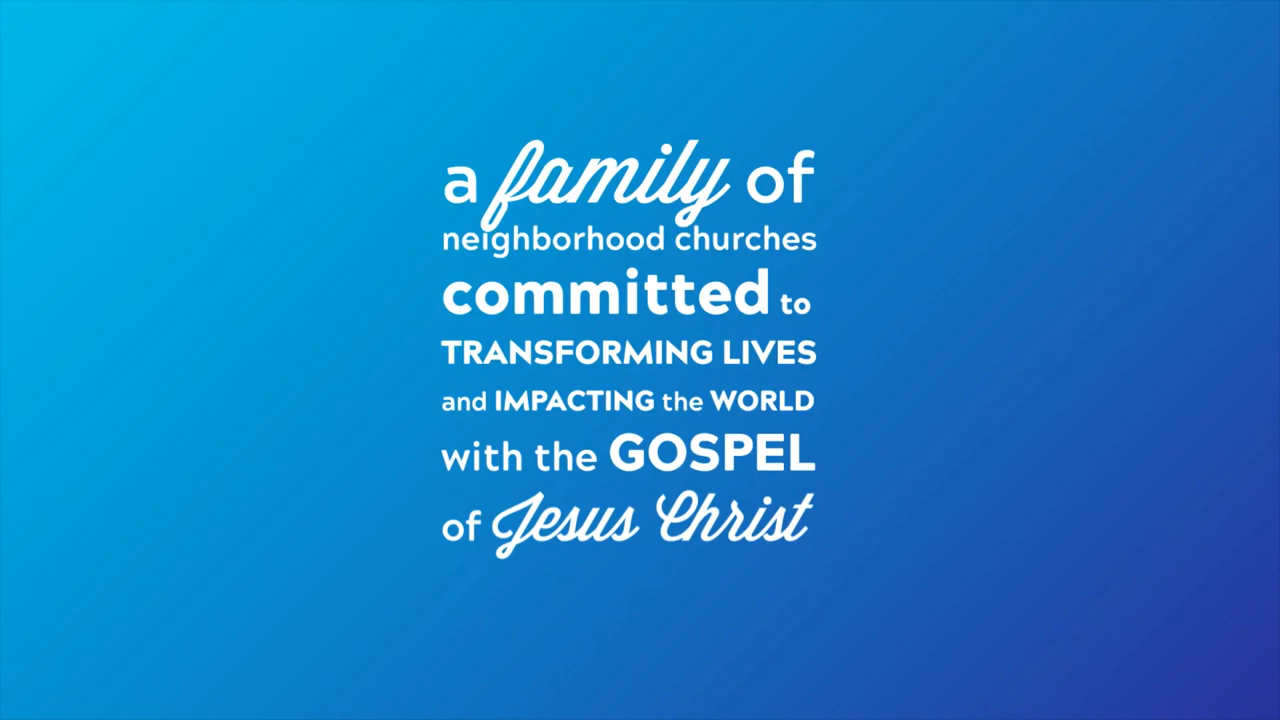 a family of
neighborhood churches
committed to
TRANSFORMING LIVES
and IMPACTING the WORLD
with the GOSPEL
of Jesus Christ